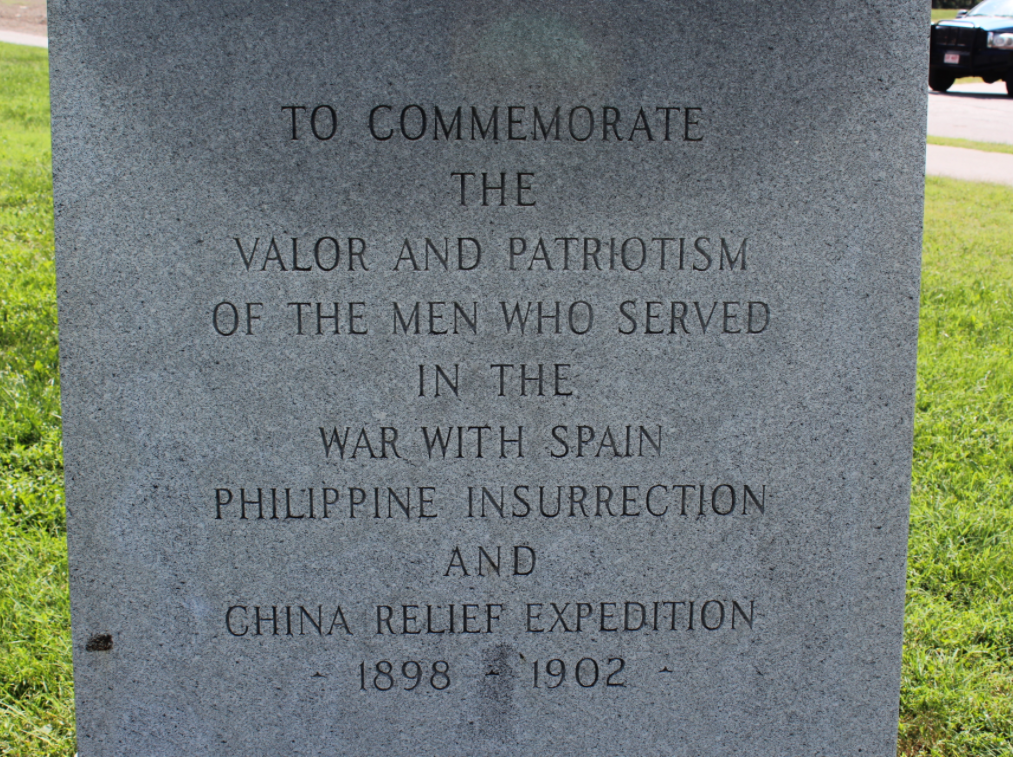 TO COMMEMORATE
THE
VALOR AND PATRIOTISM
OF THE MEN WHO SERVED
IN THE
WAR WITH SPAIN
PHILIPPINE INSURRECTION
AND
CHINA RELIEF EXPEDITION
- 1898 - 1902 -